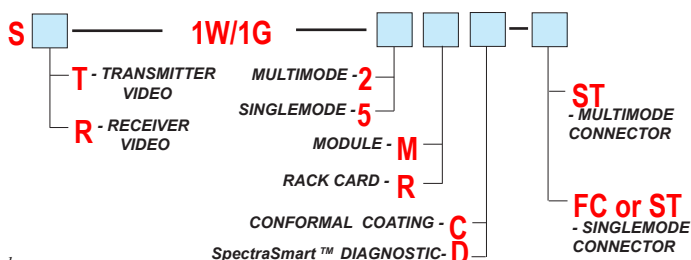 S 1W/1G -
T - TRANSMITTER
VIDEO
R - RECEIVER
VIDEO
MULTIMODE - 2
SINGLEMODE - 5
MODULE - M
RACK CARD - R
CONFORMAL COATING - C
SpectraSmart ™ DIAGNOSTIC- D
ST
- MULTIMODE
CONNECTOR
FC or ST
- SINGLEMODE
CONNECTOR